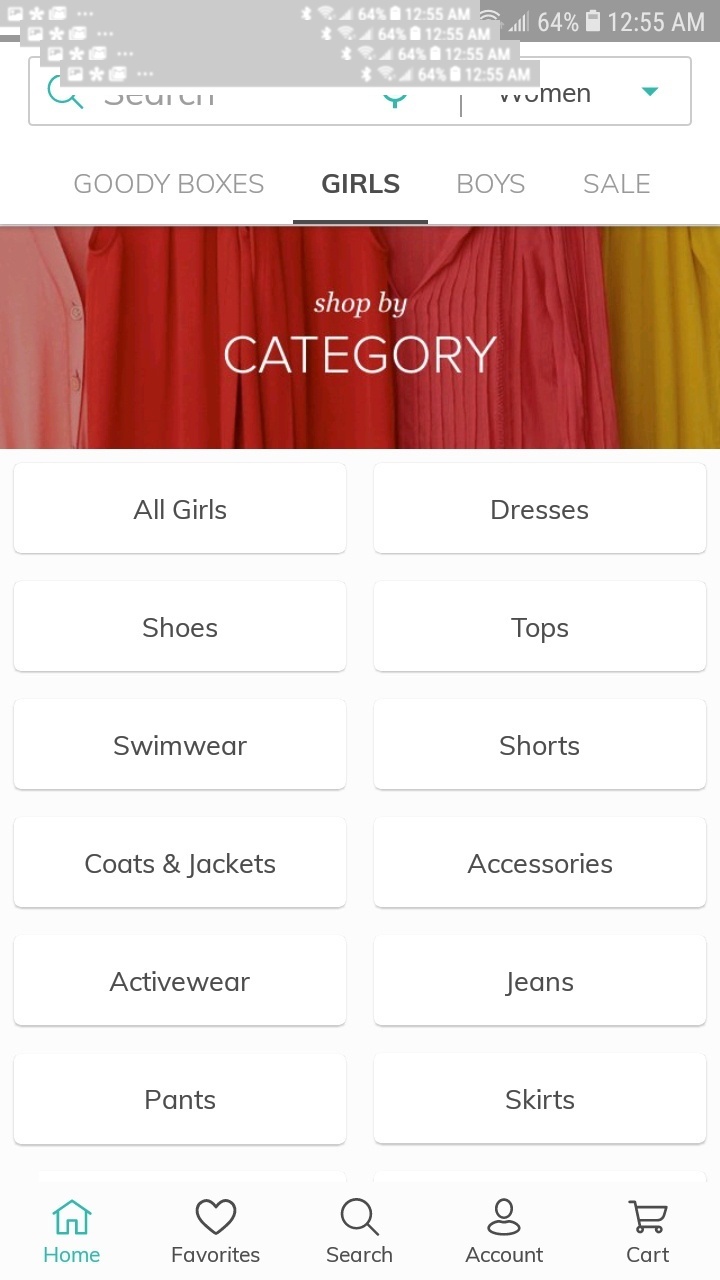 64% 12:55 AM
64% 12:55 AM
64% 12:55 AM
64% 12:55 AM
64% 12:55 AM
Search Women
GOODY BOXES GIRLS BOYS SALE
shop by
CATEGORY
All Girls Dresses
Shoes Tops
Swimwear Shorts
Coats & Jackets Accessories
Activewear Jeans
Pants Skirts
Home Favorites Search Account Cart